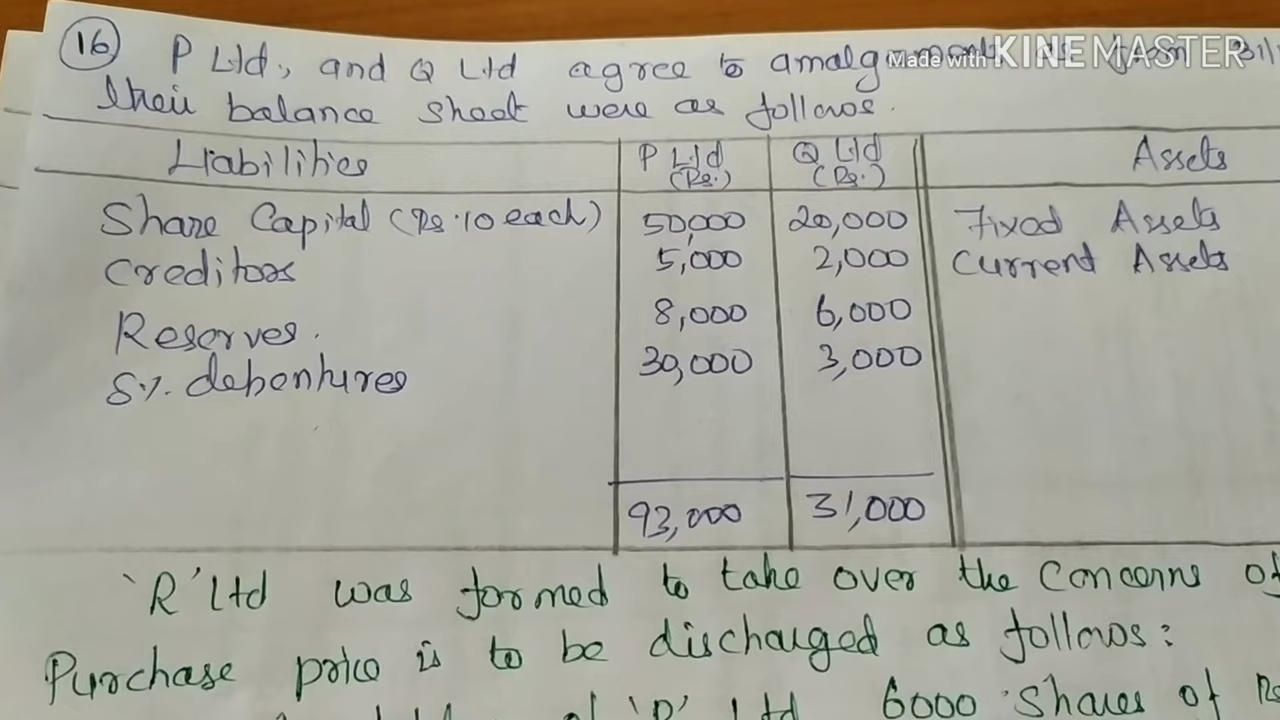 16 P Ltd, and Q Ltd agree to
Made with KINEMASTER
their balance sheet were as follows.
Liabilities P Ltd (Rs.) Q Ltd (Rs.) Assets
Share Capital (Rs.10 each) 50,000 20,000 Fixed Assets
Creditors 5,000 2,000 Current Assets
Reserves. 8,000 6,000
debentures 30,000 3,000
93,000 31,000
'R' Ltd was formed to take over the concerns of
Purchase price is to be discharged as follows:
Ltd 6000 shares of